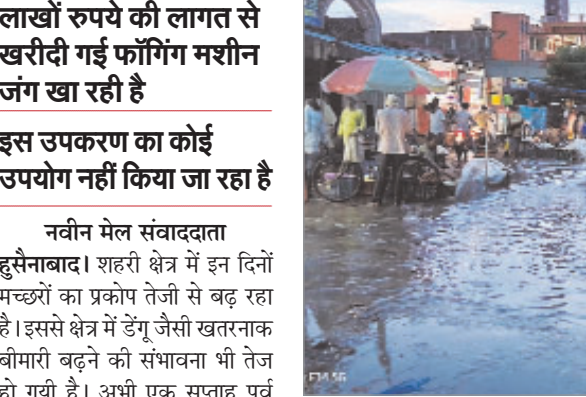 लाखों रुपये की लागत से
खरीदी गई फॉगिंग मशीन
जंग खा रही है
इस उपकरण का कोई
उपयोग नहीं किया जा रहा है
नवीन मेल संवाददाता
हुसैनाबाद। शहरी क्षेत्र में इन दिनों
मच्छरों का प्रकोप तेजी से बढ़ रहा
है। इससे क्षेत्र में डेंगू जैसी खतरनाक
बीमारी बढ़ने की संभावना भी तेज
हो गयी है। अभी एक सप्ताह पूर्व